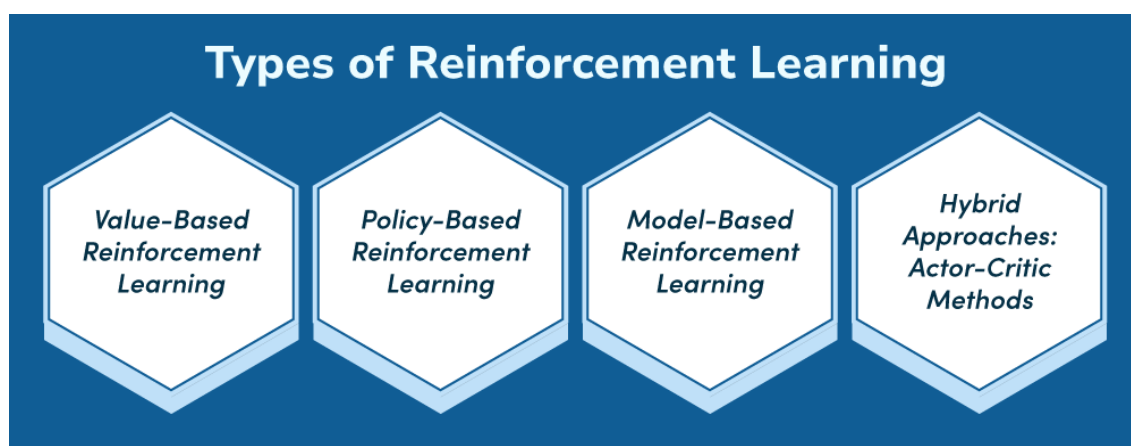 Types of Reinforcement Learning
Value-Based
Reinforcement
Learning
Policy-Based
Reinforcement
Learning
Model-Based
Reinforcement
Learning
Hybrid
Approaches:
Actor-Critic
Methods